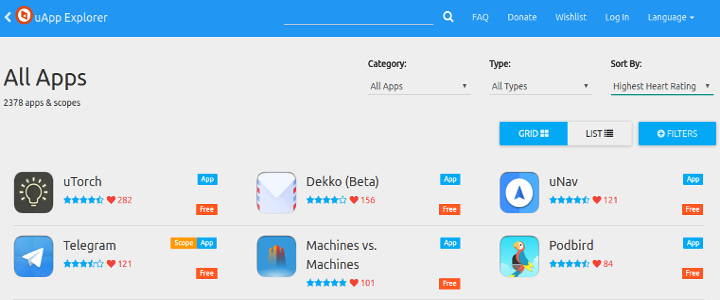 uApp Explorer
FAQ Donate Wishlist Log In Language
All Apps
2378 apps & scopes
Category: Type: Sort By:
All Apps All Types Highest Heart Rating
GRID LIST FILTERS
uTorch App
282 Free
Dekko (Beta) App
156 Free
uNav App
121 Free
Telegram Scope App
121 Free
Machines vs. App
Machines
101 Free
Podbird App
84 Free